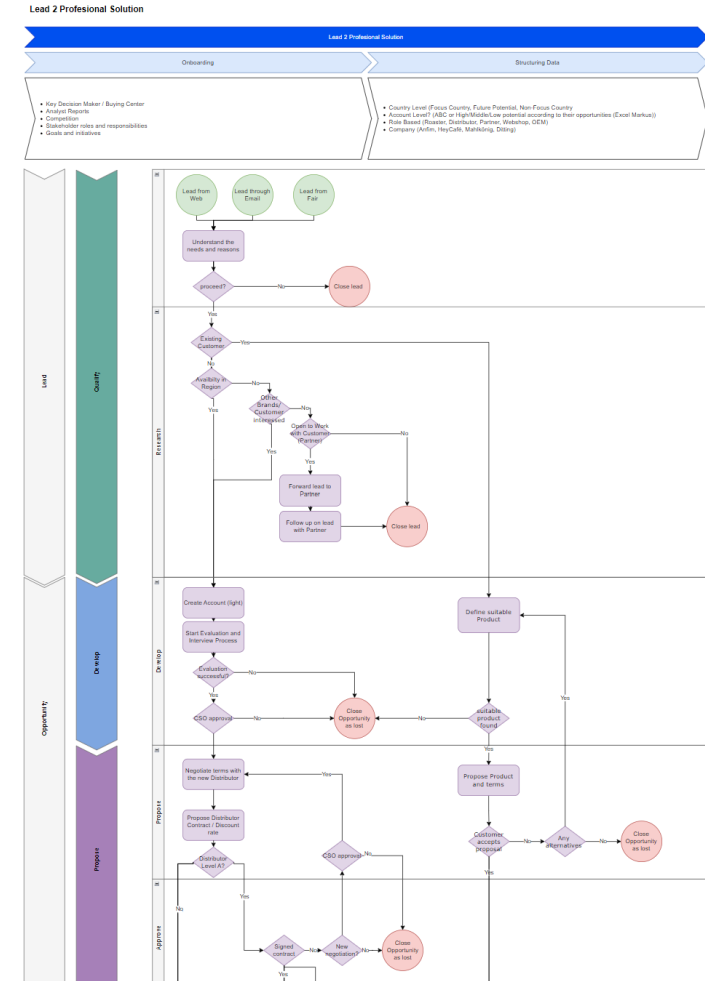 Lead 2 Profesional Solution
Lead 2 Profesional Solution
Onboarding
Structuring Data
Key Decision Maker / Buying Center
Analyst Reports
Competition
Stakeholder roles and responsibilities
Goals and initiatives
Country Level (Focus Country, Future Potential, Non-Focus Country
Account Level? (ABC or High/Middle/Low potential according to their opportunities (Excel Markus))
Role Based (Roaster, Distributor, Partner, Webshop, OEM)
Company (Anfim, HeyCafé, Mahlkönig, Ditting)
Lead from
Web
Lead through
Email
Lead from
Fair
Understand the
needs and reasons
proceed?
No
Close lead
Yes
Lead
Qualify
Research
Existing
Customer
Yes
No
Availbity in
Region
No
Yes
Other
Brands/
Customer
interessed
No
Yes
Open to Work
with Customer
(Partner)
No
Yes
Forward lead to
Partner
Follow up on lead
with Partner
Close lead
Opportunity
Develop
Develop
Create Account (light)
Start Evaluation and
Interview Process
Evaluation
successful?
No
Yes
CSO approval
No
Close
Opportunity
as lost
No
Define suitable
Product
suitable
product
found
Yes
Yes
Propose
Propose
Negotiate terms with
the new Distributor
Yes
Propose Distributor
Contract / Discount
rate
Distributor
Level A?
No
Yes
CSO approval
No
Propose Product
and terms
Customer
accepts
proposal
No
Any
alternatives
No
Close
Opportunity
as lost
Yes
Approve
Signed
contract
No
New
negotiation?
No
Close
Opportunity
as lost
Yes